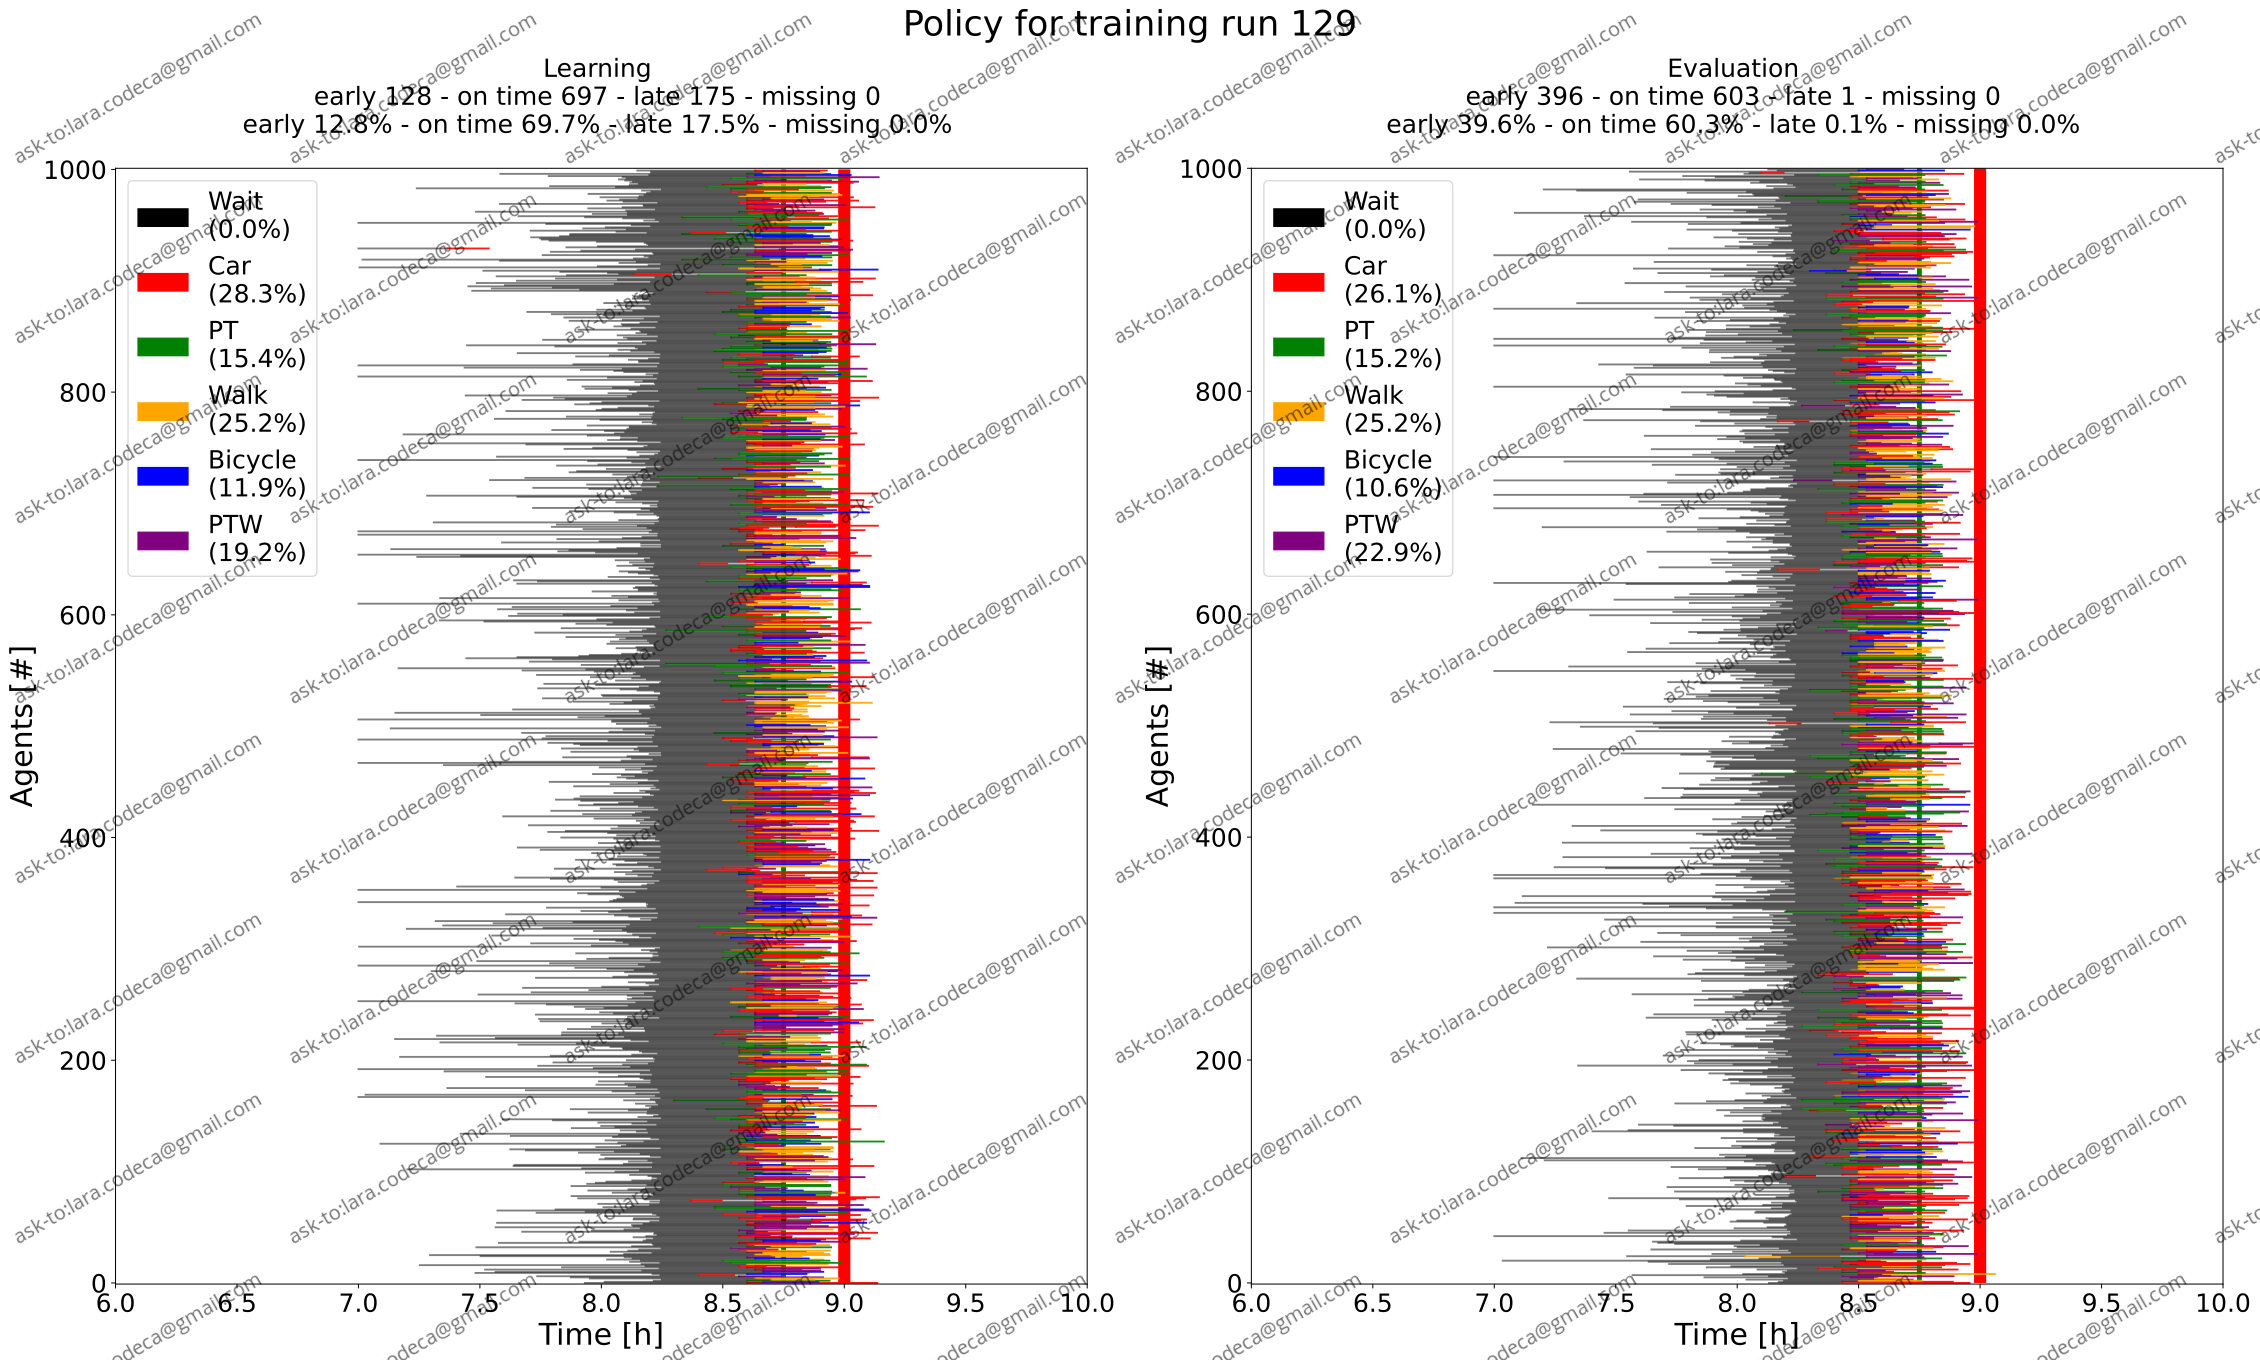 Policy for training run 129
Learning
early 128 - on time 697 - late 175 - missing 0
early 12.8% - on time 69.7% - late 17.5% - missing 0.0%
1000
800
600
400
200
0
Agents [#]
Wait
(0.0%)
Car
(28.3%)
PT
(15.4%)
Walk
(25.2%)
Bicycle
(11.9%)
PTW
(19.2%)
6.0 6.5 7.0 7.5 8.0 8.5 9.0 9.5 10.0
Time [h]
Evaluation
early 396 - on time 603 - late 1 - missing 0
early 39.6% - on time 60.3% - late 0.1% - missing 0.0%
1000
800
600
400
200
0
Agents [#]
Wait
(0.0%)
Car
(26.1%)
PT
(15.2%)
Walk
(25.2%)
Bicycle
(10.6%)
PTW
(22.9%)
6.0 6.5 7.0 7.5 8.0 8.5 9.0 9.5 10.0
Time [h]
ask-to:lara.codeca@gmail.com